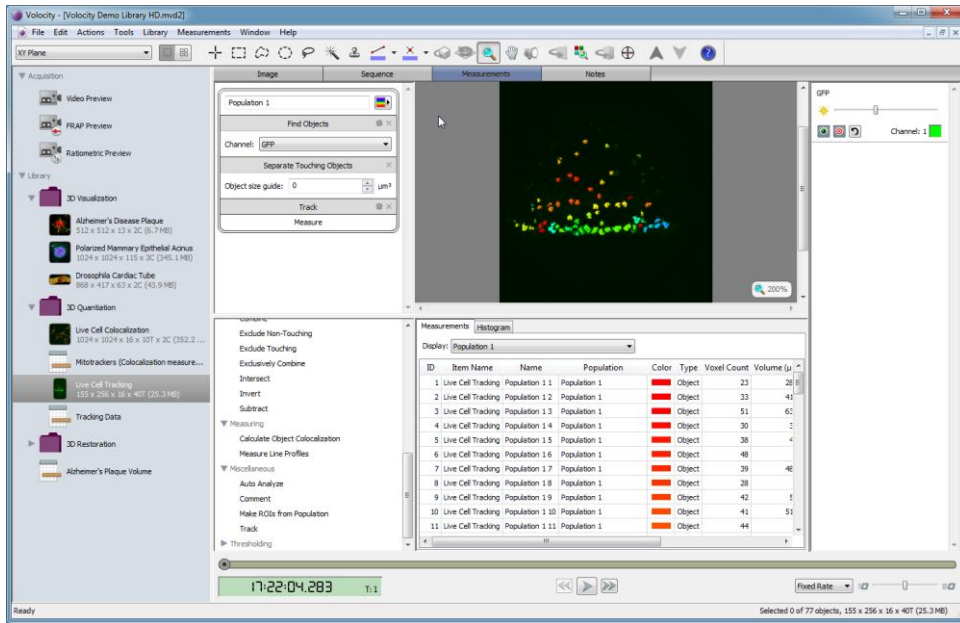 Volocity - [Volocity Demo Library HD.mvd2]
File Edit Actions Tools Library Measurements Window Help
XY Plane
Acquisition
Video Preview
FRAP Preview
Ratiometric Preview
Library
3D Visualization
Alzheimer's Disease Plaque
512 x 512 x 13 x 2C (6.7 MB)
Polarized Mammary Epithelial Acinus
1024 x 1024 x 115 x 3C (345.1 MB)
Drosophila Cardiac Tube
868 x 417 x 63 x 2C (43.9 MB)
3D Quantiation
Live Cell Colocalization
1024 x 1024 x 16 x 10T x 2C (352.2 ...
Mitotrackers (Colocalization measure...
Live Cell Tracking
155 x 256 x 16 x 40T (25.3 MB)
Tracking Data
3D Restoration
Alzheimer's Plaque Volume
Image Sequence Measurements Notes
Population 1
Find Objects
Channel: GFP
Separate Touching Objects
Object size guide: 0 µm³
Track
Measure
200%
GFP
Channel: 1
Combine
Exclude Non-Touching
Exclude Touching
Exclusively Combine
Intersect
Invert
Subtract
Measuring
Calculate Object Colocalization
Measure Line Profiles
Miscellaneous
Auto Analyze
Comment
Make ROIs from Population
Track
Thresholding
Measurements Histogram
Display: Population 1
ID Item Name Name Population Color Type Voxel Count Volume (µ
1 Live Cell Tracking Population 1 1 Population 1 Object 23 28
2 Live Cell Tracking Population 1 2 Population 1 Object 33 41
3 Live Cell Tracking Population 1 3 Population 1 Object 51 63
4 Live Cell Tracking Population 1 4 Population 1 Object 30 3
5 Live Cell Tracking Population 1 5 Population 1 Object 38 4
6 Live Cell Tracking Population 1 6 Population 1 Object 48
7 Live Cell Tracking Population 1 7 Population 1 Object 39 48
8 Live Cell Tracking Population 1 8 Population 1 Object 28
9 Live Cell Tracking Population 1 9 Population 1 Object 42 5
10 Live Cell Tracking Population 1 10 Population 1 Object 41 51
11 Live Cell Tracking Population 1 11 Population 1 Object 44
17:22:04.283 T: 1
Fixed Rate
Ready
Selected 0 of 77 objects, 155 x 256 x 16 x 40T (25.3 MB)